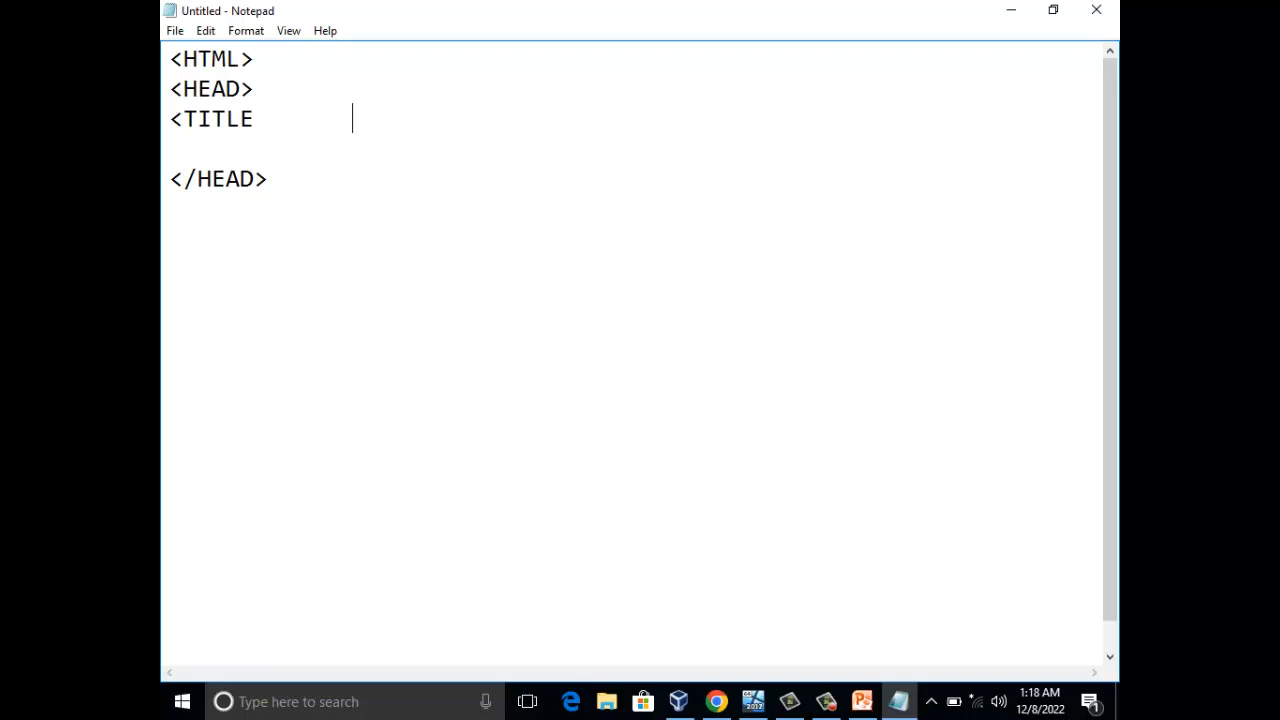 Untitled - Notepad
File Edit Format View Help
<HTML>
<HEAD>
<TITLE
</HEAD>
Type here to search
1:18 AM
12/8/2022
1